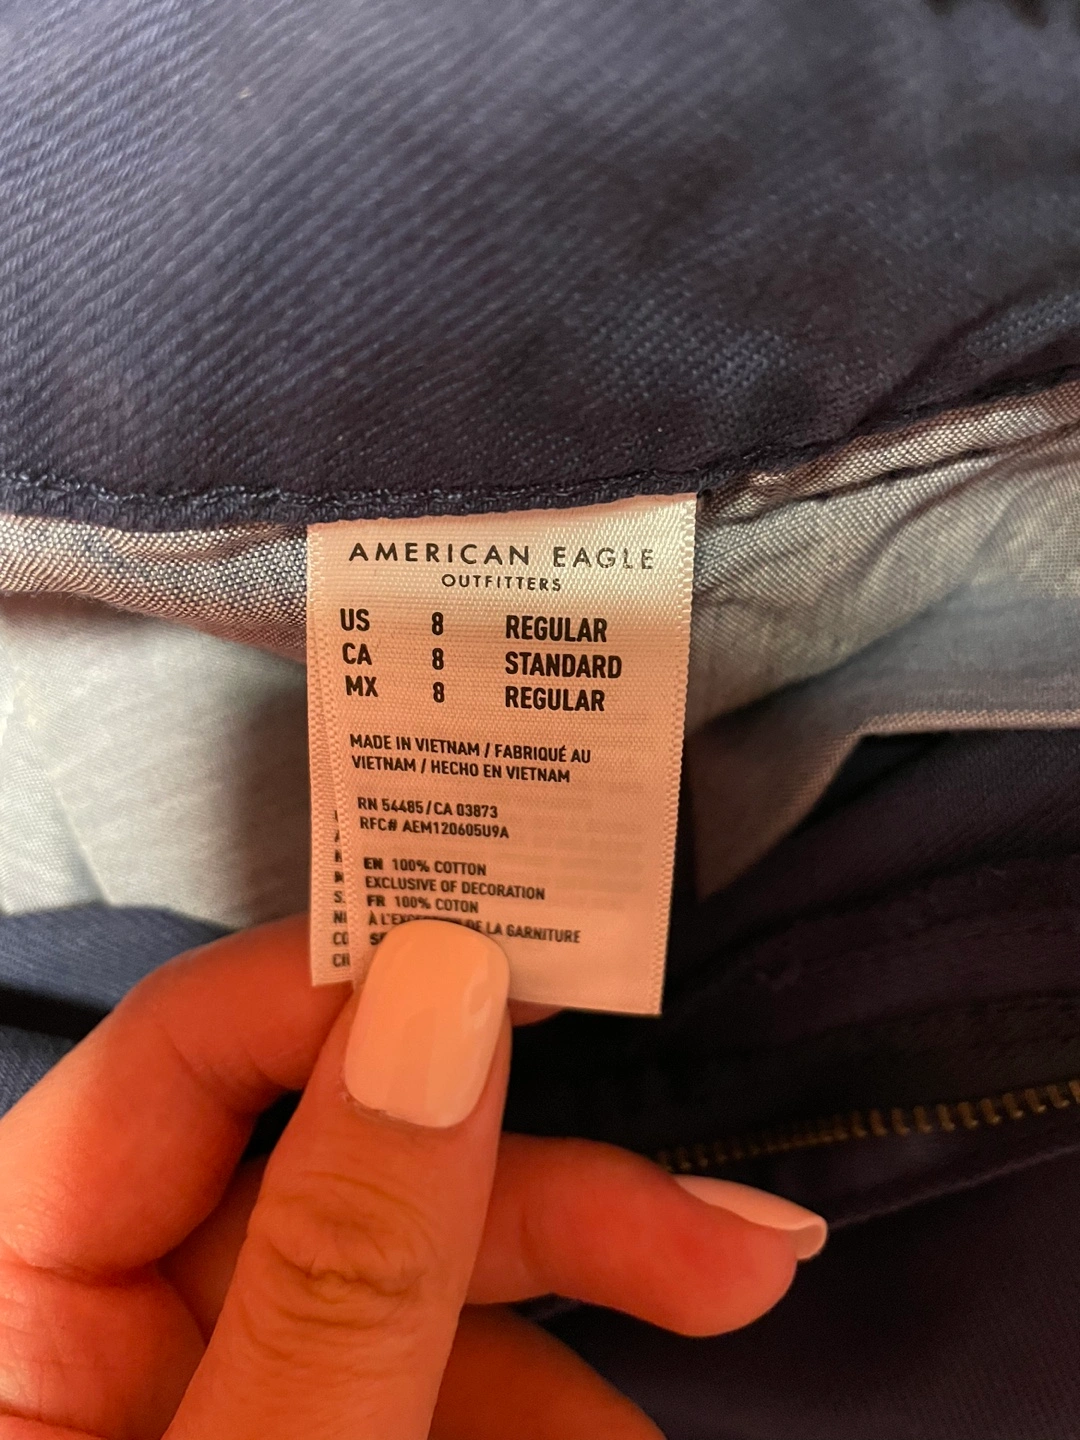 AMERICAN EAGLE
OUTFITTERS
US 8 REGULAR
CA 8 STANDARD
MX 8 REGULAR
MADE IN VIETNAM / FABRIQUÉ AU
VIETNAM / HECHO EN VIETNAM
RN 54485 / CA 03873
RFC# AEM120605U9A
EN 100% COTTON
EXCLUSIVE OF DECORATION
FR 100% COTON
DE LA GARNITURE